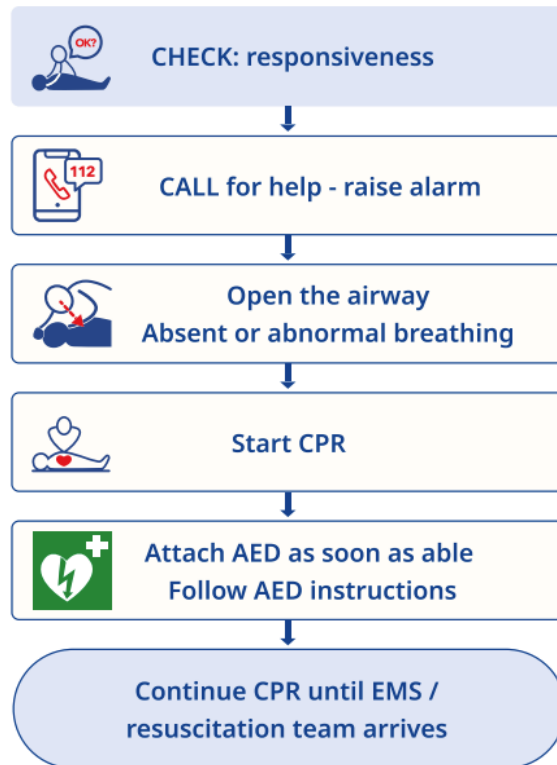 OK?
CHECK: responsiveness
112
CALL for help - raise alarm
Open the airway
Absent or abnormal breathing
Start CPR
Attach AED as soon as able
Follow AED instructions
Continue CPR until EMS /
resuscitation team arrives